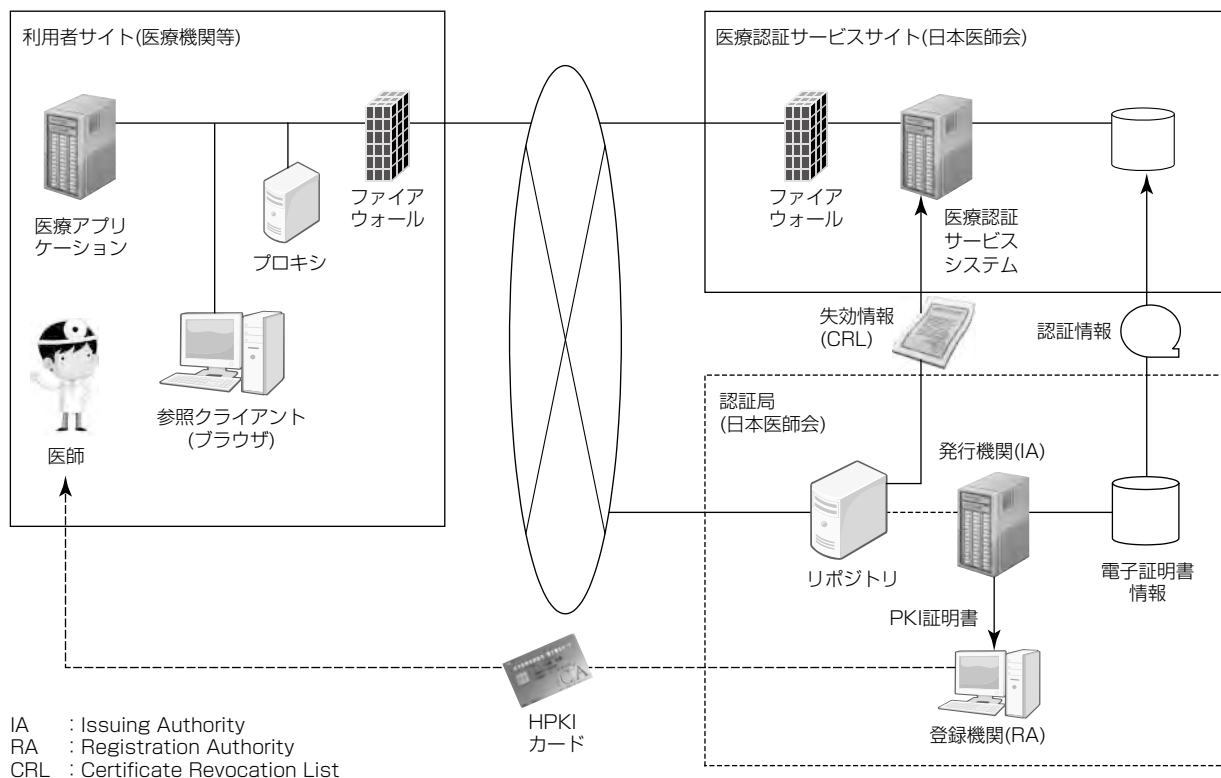 利用者サイト(医療機関等)
医療認証サービスサイト(日本医師会)
医療アプリ
ケーション
プロキシ
ファイア
ウォール
ファイア
ウォール
医療認証
サービス
システム
医師
参照クライアント
(ブラウザ)
失効情報
(CRL)
認証情報
認証局
(日本医師会)
発行機関(IA)
リポジトリ
電子証明書
情報
PKI証明書
HPKI
カード
登録機関(RA)
IA : Issuing Authority
RA : Registration Authority
CRL : Certificate Revocation List